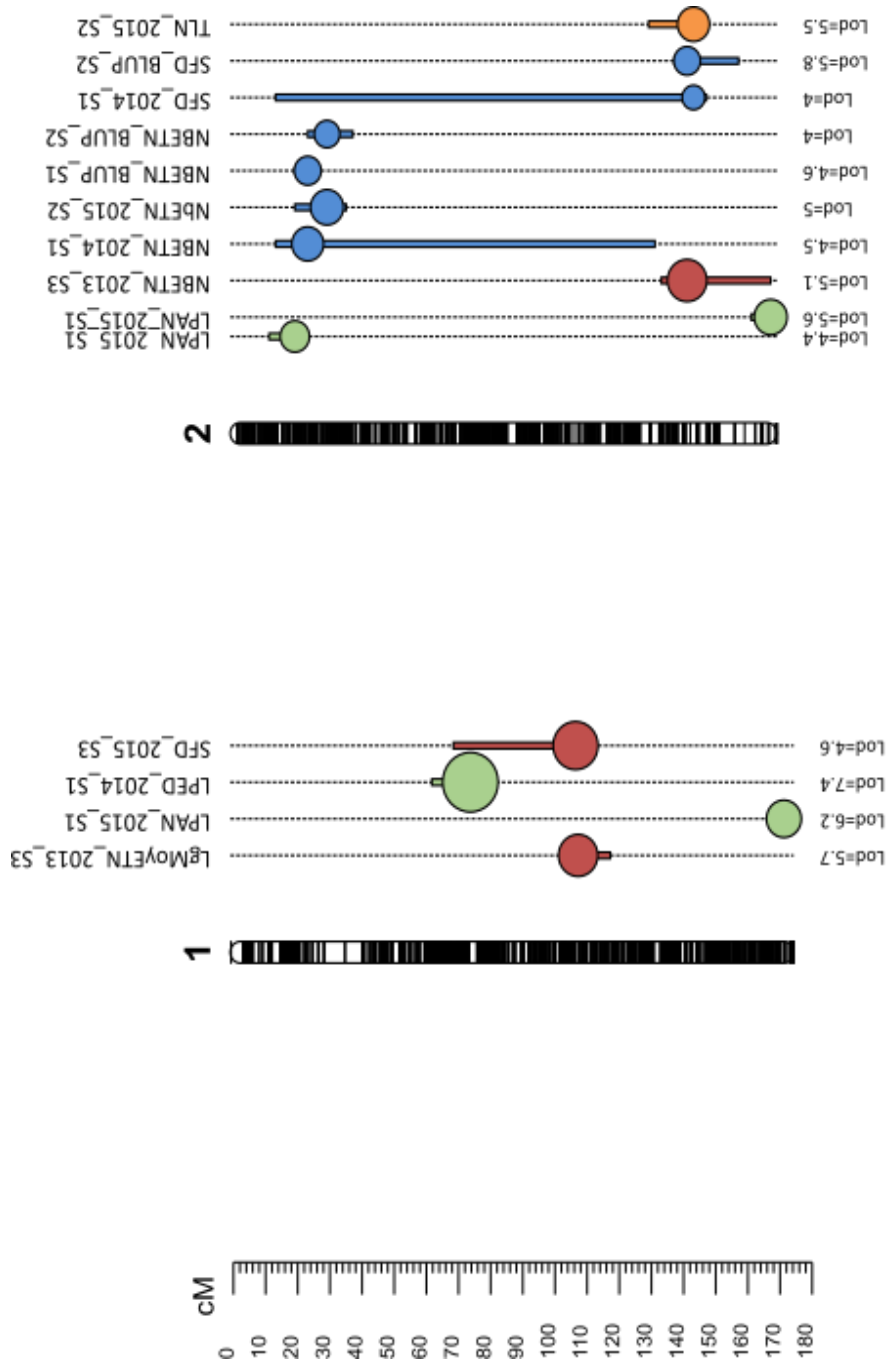 cM
0
10
20
30
40
50
60
70
80
90
100
110
120
130
140
150
160
170
180
1
LgMoyETN_2013_S3
LPAN_2015_S1
LPED_2014_S1
SFD_2015_S3
Lod=5.7
Lod=6.2
Lod=7.4
Lod=4.6
2
LPAN_2015_S1
LPAN_2015_S1
NBETN_2013_S3
NBETN_2014_S1
NbETN_2015_S2
NBETN_BLUP_S1
NBETN_BLUP_S2
SFD_2014_S1
SFD_BLUP_S2
TLN_2015_S2
Lod=4.4
Lod=5.6
Lod=5.1
Lod=4.5
Lod=5
Lod=4.6
Lod=4
Lod=4
Lod=5.8
Lod=5.5